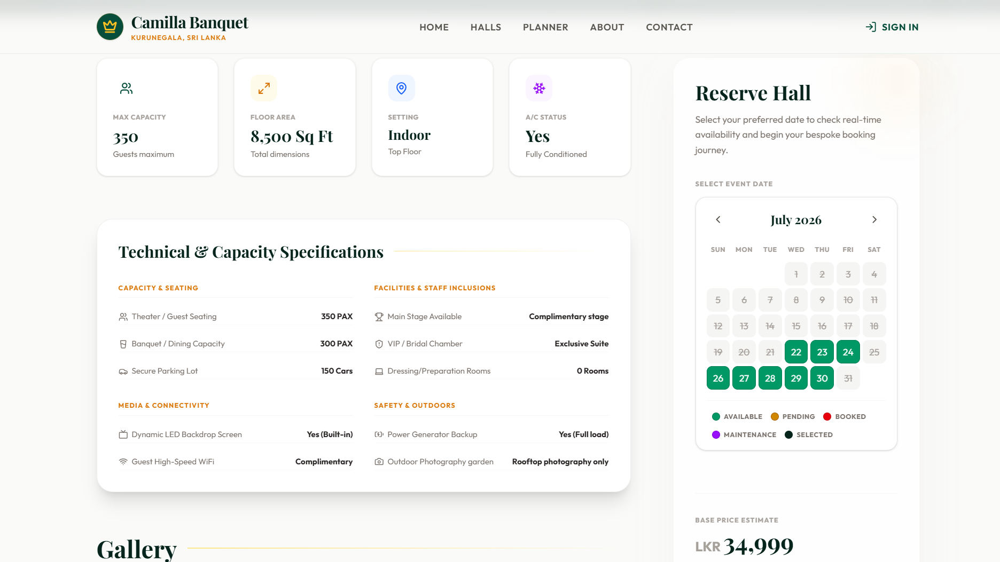 Camilla Banquet
KURUNEGALA, SRI LANKA
HOME HALLS PLANNER ABOUT CONTACT
SIGN IN
MAX CAPACITY
350
Guests maximum
FLOOR AREA
8,500 Sq Ft
Total dimensions
SETTING
Indoor
Top Floor
A/C STATUS
Yes
Fully Conditioned
Technical & Capacity Specifications
CAPACITY & SEATING
Theater / Guest Seating 350 PAX
Banquet / Dining Capacity 300 PAX
Secure Parking Lot 150 Cars
FACILITIES & STAFF INCLUSIONS
Main Stage Available Complimentary stage
VIP / Bridal Chamber Exclusive Suite
Dressing/Preparation Rooms 0 Rooms
MEDIA & CONNECTIVITY
Dynamic LED Backdrop Screen Yes (Built-in)
Guest High-Speed WiFi Complimentary
SAFETY & OUTDOORS
Power Generator Backup Yes (Full load)
Outdoor Photography garden Rooftop photography only
Gallery
Reserve Hall
Select your preferred date to check real-time
availability and begin your bespoke booking
journey.
SELECT EVENT DATE
July 2026
SUN MON TUE WED THU FRI SAT
1 2 3 4
5 6 7 8 9 10 11
12 13 14 15 16 17 18
19 20 21 22 23 24 25
26 27 28 29 30 31
AVAILABLE PENDING BOOKED
MAINTENANCE SELECTED
BASE PRICE ESTIMATE
LKR 34,999